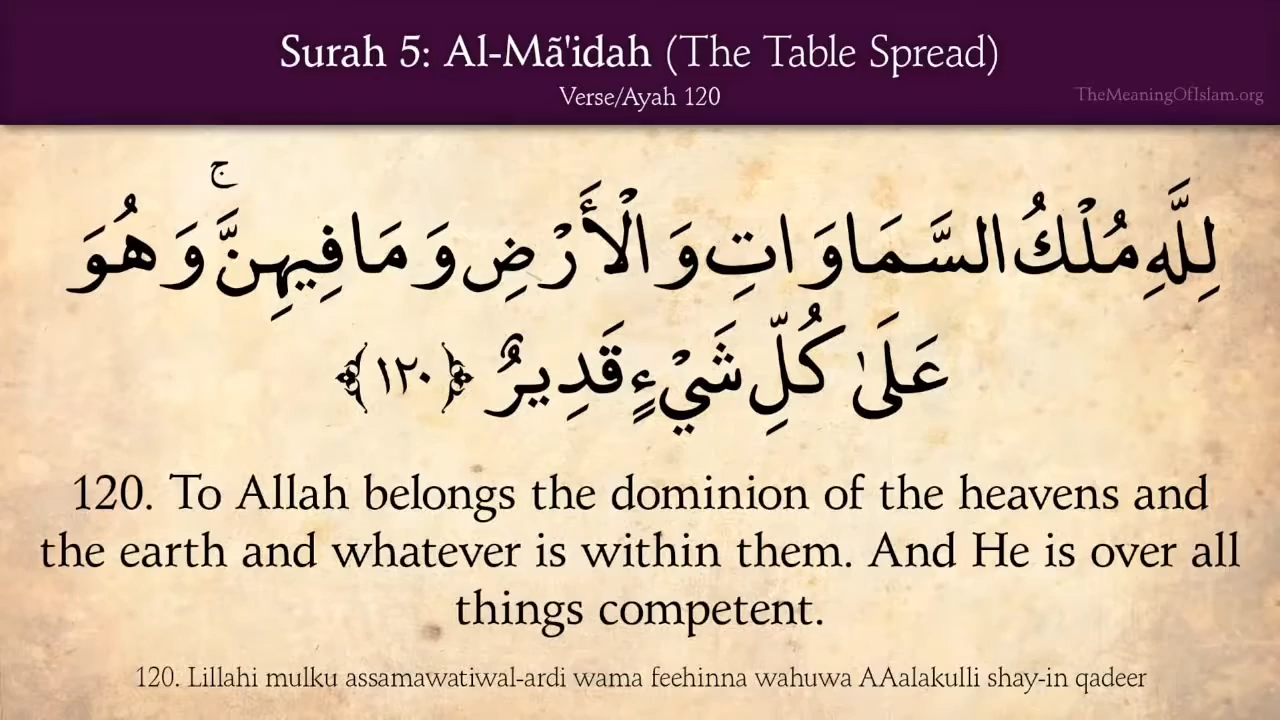 Surah 5: Al-Mã'idah (The Table Spread)
Verse/Ayah 120
TheMeaningOfIslam.org
لِلَّهِ مُلْكُ السَّمَاوَاتِ وَالْأَرْضِ وَمَا فِيهِنَّ ۚ وَهُوَ
عَلَىٰ كُلِّ شَيْءٍ قَدِيرٌ ﴿١٢٠﴾
120. To Allah belongs the dominion of the heavens and
the earth and whatever is within them. And He is over all
things competent.
120. Lillahi mulku assamawatiwal-ardi wama feehinna wahuwa AAalakulli shay-in qadeer